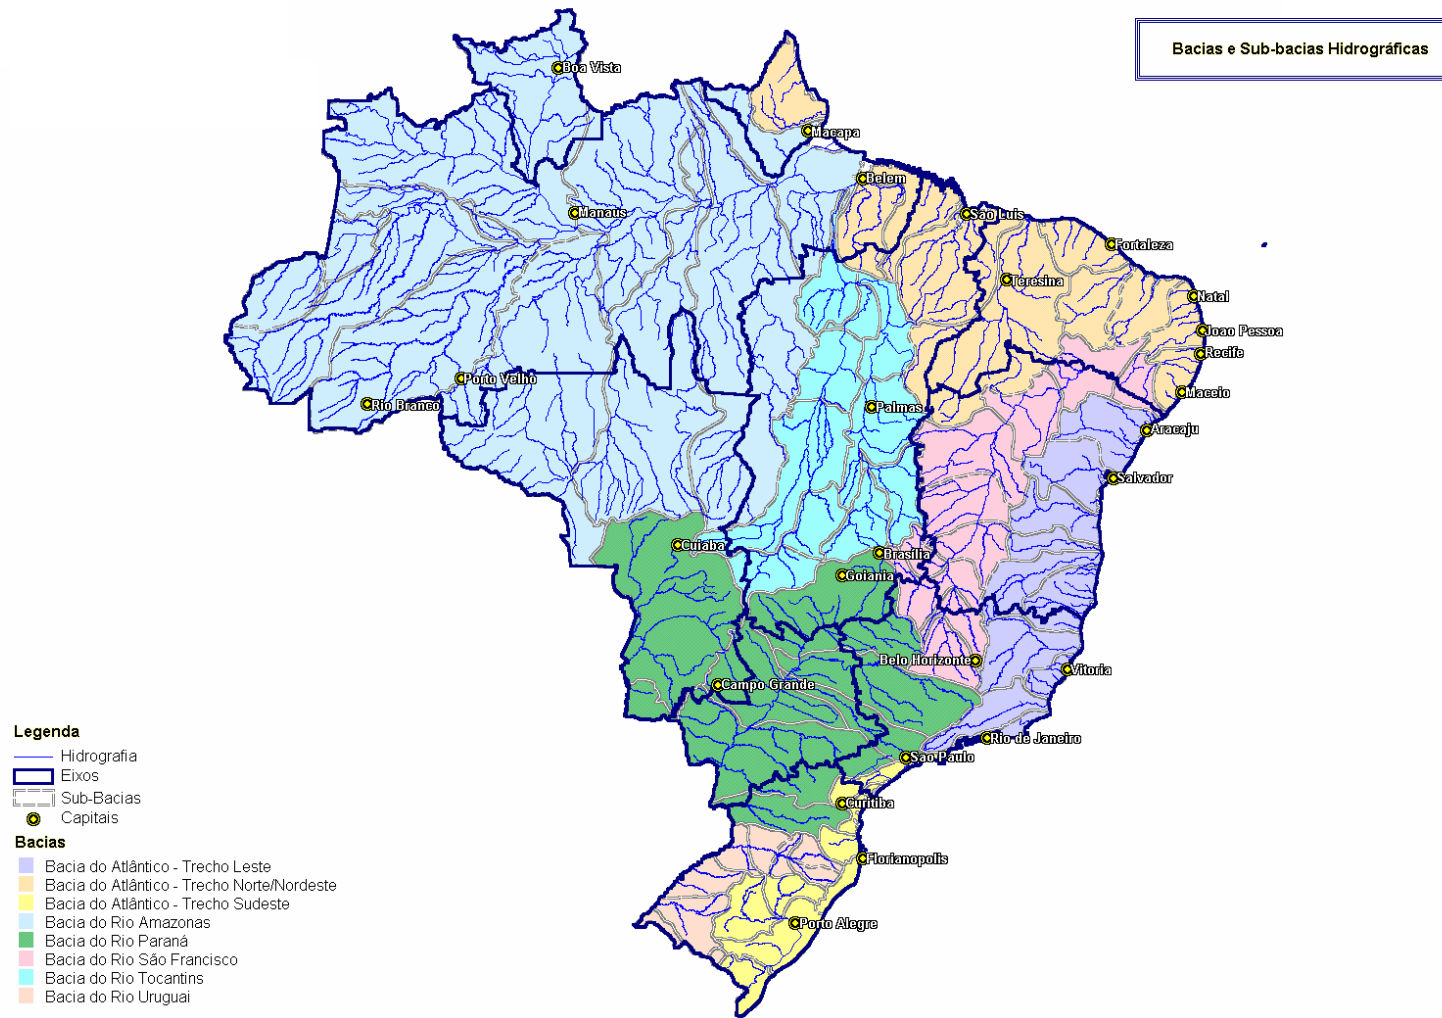 Bacias e Sub-bacias Hidrográficas
Boa Vista
Macapa
Belem
Manaus
Sao Luis
Fortaleza
Teresina
Natal
Joao Pessoa
Recife
Porto Velho
Maceio
Rio Branco
Palmas
Aracaju
Salvador
Cuiaba
Brasília
Goiania
Belo Horizonte
Vitoria
Campo Grande
Rio de Janeiro
Sao Paulo
Curitiba
Florianopolis
Porto Alegre
Legenda
Hidrografia
Eixos
Sub-Bacias
Capitais
Bacias
Bacia do Atlântico - Trecho Leste
Bacia do Atlântico - Trecho Norte/Nordeste
Bacia do Atlântico - Trecho Sudeste
Bacia do Rio Amazonas
Bacia do Rio Paraná
Bacia do Rio São Francisco
Bacia do Rio Tocantins
Bacia do Rio Uruguai